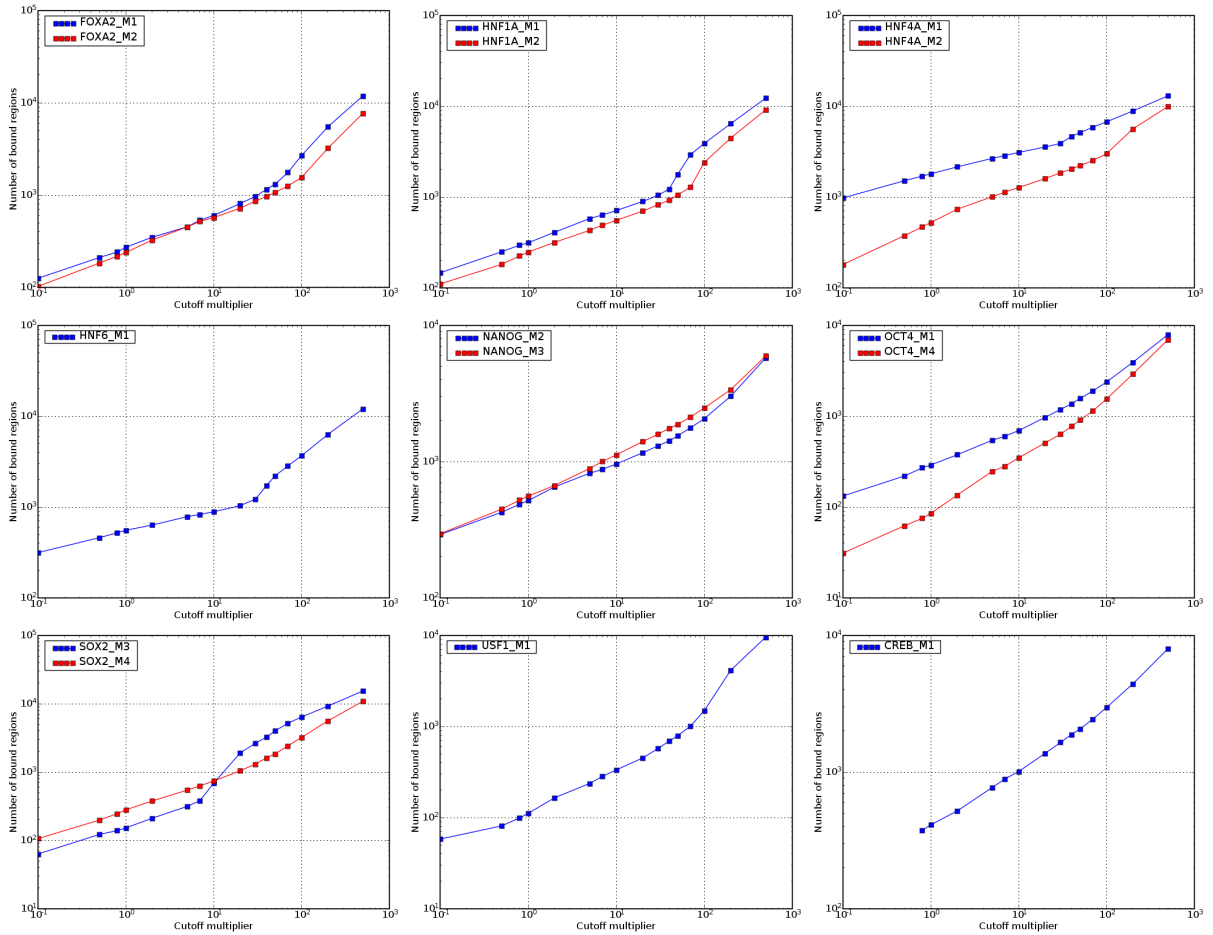 FOXA2_M1
FOXA2_M2
10^5
10^4
10^3
10^2
Number of bound regions
10^-1 10^0 10^1 10^2 10^3
Cutoff multiplier
HNF1A_M1
HNF1A_M2
10^5
10^4
10^3
10^2
Number of bound regions
10^-1 10^0 10^1 10^2 10^3
Cutoff multiplier
HNF4A_M1
HNF4A_M2
10^5
10^4
10^3
10^2
Number of bound regions
10^-1 10^0 10^1 10^2 10^3
Cutoff multiplier
HNF6_M1
10^5
10^4
10^3
10^2
Number of bound regions
10^-1 10^0 10^1 10^2 10^3
Cutoff multiplier
NANOG_M2
NANOG_M3
10^4
10^3
10^2
Number of bound regions
10^-1 10^0 10^1 10^2 10^3
Cutoff multiplier
OCT4_M1
OCT4_M4
10^4
10^3
10^2
10^1
Number of bound regions
10^-1 10^0 10^1 10^2 10^3
Cutoff multiplier
SOX2_M3
SOX2_M4
10^5
10^4
10^3
10^2
10^1
Number of bound regions
10^-1 10^0 10^1 10^2 10^3
Cutoff multiplier
USF1_M1
10^4
10^3
10^2
10^1
Number of bound regions
10^-1 10^0 10^1 10^2 10^3
Cutoff multiplier
CREB_M1
10^4
10^3
10^2
Number of bound regions
10^-1 10^0 10^1 10^2 10^3
Cutoff multiplier